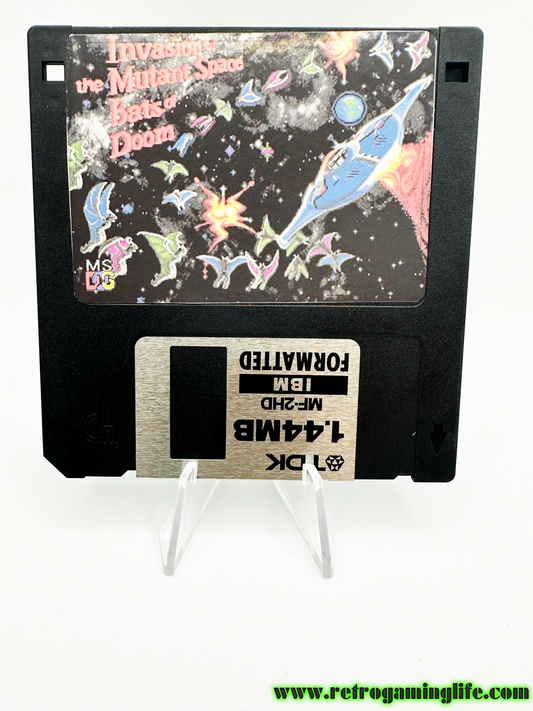 Invasion of
the Mutant Space
Bats of
Doom
MS
DOS
TDK
1.44MB
MF-2HD
IBM
FORMATTED
HD
www.retrogaminglife.com